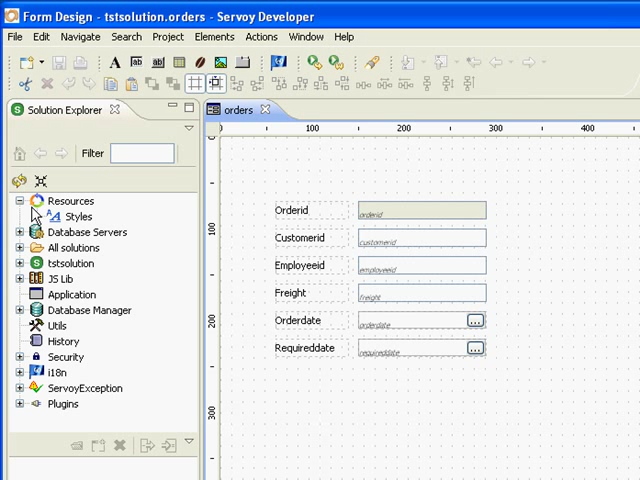 Form Design - tstsolution.orders - Servoy Developer
File Edit Navigate Search Project Elements Actions Window Help
Solution Explorer
Filter
Resources
Styles
Database Servers
All solutions
tstsolution
JS Lib
Application
Database Manager
Utils
History
Security
i18n
ServoyException
Plugins
orders
0 100 200 300 400
0
100
200
300
Orderid orderid
Customerid customerid
Employeeid employeeid
Freight freight
Orderdate orderdate ...
Requireddate requireddate ...